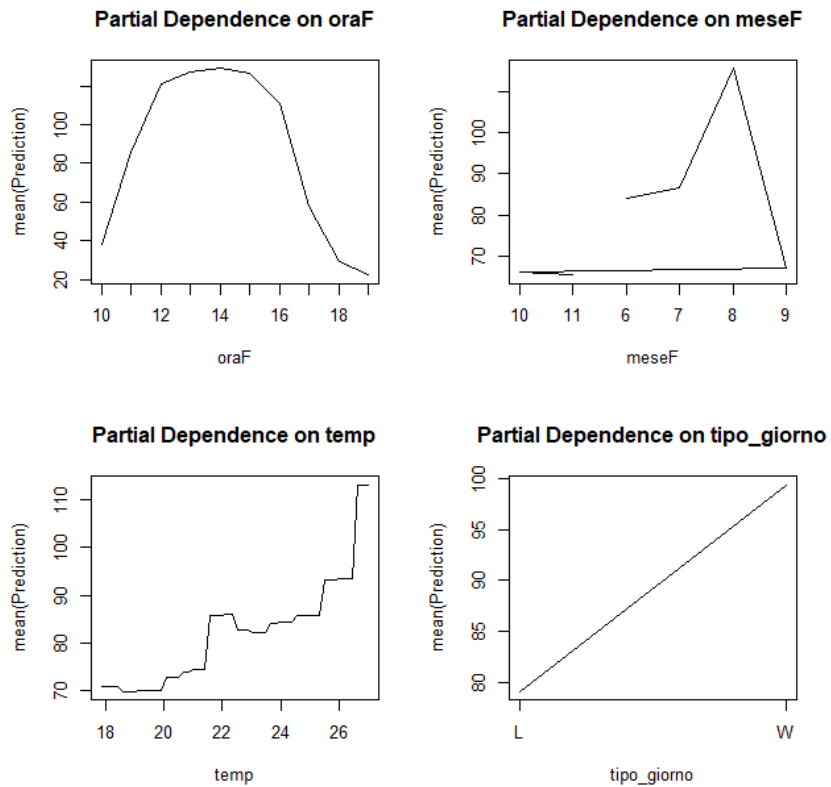 Partial Dependence on oraF
mean(Prediction)
20 40 60 80 100
10 12 14 16 18
oraF
Partial Dependence on meseF
mean(Prediction)
70 80 90 100
10 11 6 7 8 9
meseF
Partial Dependence on temp
mean(Prediction)
70 80 90 100 110
18 20 22 24 26
temp
Partial Dependence on tipo_giorno
mean(Prediction)
80 85 90 95 100
L W
tipo_giorno